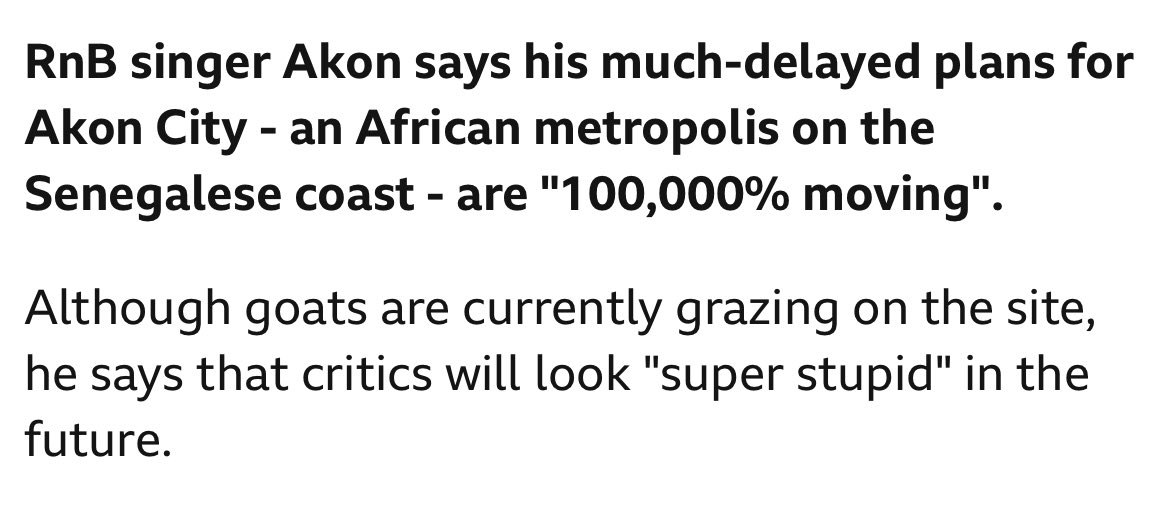 RnB singer Akon says his much-delayed plans for
Akon City - an African metropolis on the
Senegalese coast - are "100,000% moving".
Although goats are currently grazing on the site,
he says that critics will look "super stupid" in the
future.